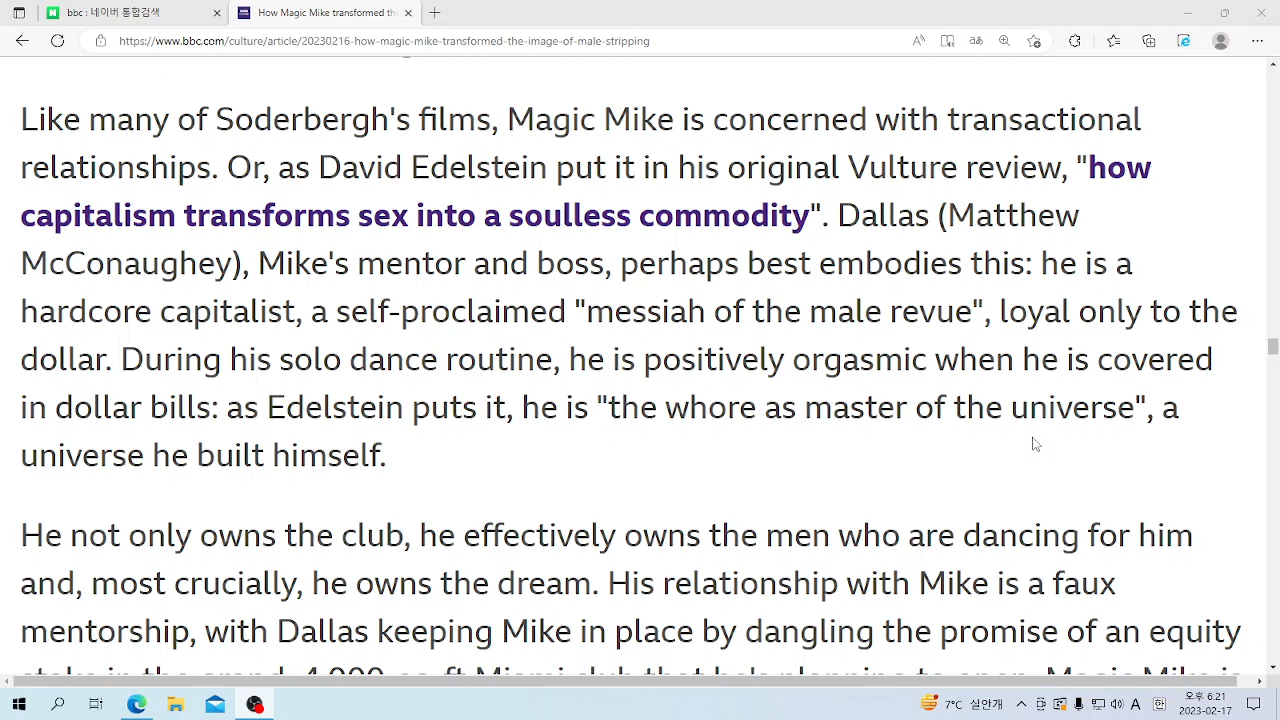 bbc : 네이버 통합검색
How Magic Mike transformed th
https://www.bbc.com/culture/article/20230216-how-magic-mike-transformed-the-image-of-male-stripping
Like many of Soderbergh's films, Magic Mike is concerned with transactional
relationships. Or, as David Edelstein put it in his original Vulture review, "how
capitalism transforms sex into a soulless commodity". Dallas (Matthew
McConaughey), Mike's mentor and boss, perhaps best embodies this: he is a
hardcore capitalist, a self-proclaimed "messiah of the male revue", loyal only to the
dollar. During his solo dance routine, he is positively orgasmic when he is covered
in dollar bills: as Edelstein puts it, he is "the whore as master of the universe", a
universe he built himself.
He not only owns the club, he effectively owns the men who are dancing for him
and, most crucially, he owns the dream. His relationship with Mike is a faux
mentorship, with Dallas keeping Mike in place by dangling the promise of an equity
7°C 실안개
A
오후 6:21
2023-02-17